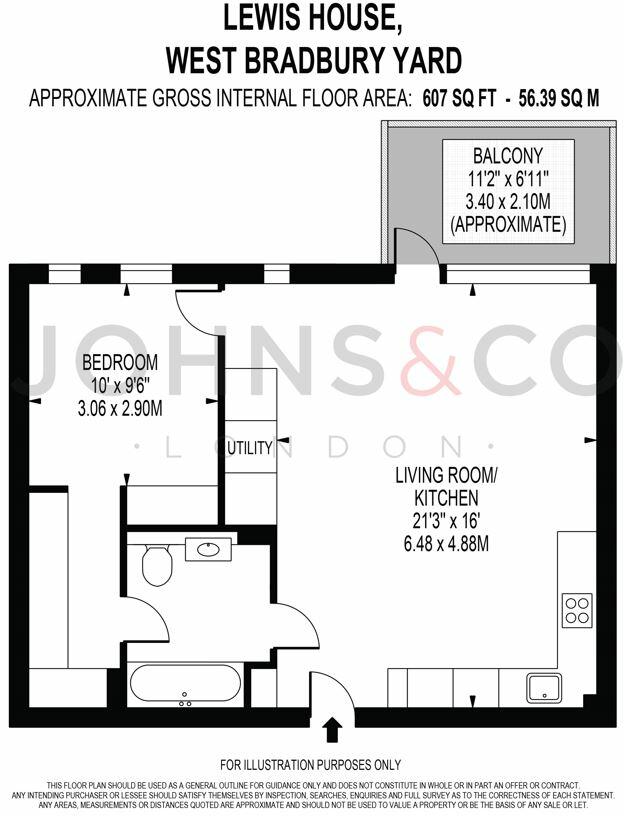 LEWIS HOUSE,
WEST BRADBURY YARD
APPROXIMATE GROSS INTERNAL FLOOR AREA: 607 SQ FT - 56.39 SQ M
BALCONY
11'2" x 6'11"
3.40 x 2.10M
(APPROXIMATE)
JOHNS&CO
· LONDON ·
BEDROOM
10' x 9'6"
3.06 x 2.90M
UTILITY
LIVING ROOM/
KITCHEN
21'3" x 16'
6.48 x 4.88M
FOR ILLUSTRATION PURPOSES ONLY
THIS FLOOR PLAN SHOULD BE USED AS A GENERAL OUTLINE FOR GUIDANCE ONLY AND DOES NOT CONSTITUTE IN WHOLE OR IN PART AN OFFER OR CONTRACT.
ANY INTENDING PURCHASER OR LESSEE SHOULD SATISFY THEMSELVES BY INSPECTION, SEARCHES, ENQUIRIES AND FULL SURVEY AS TO THE CORRECTNESS OF EACH STATEMENT.
ANY AREAS, MEASUREMENTS OR DISTANCES QUOTED ARE APPROXIMATE AND SHOULD NOT BE USED TO VALUE A PROPERTY OR BE THE BASIS OF ANY SALE OR LET.